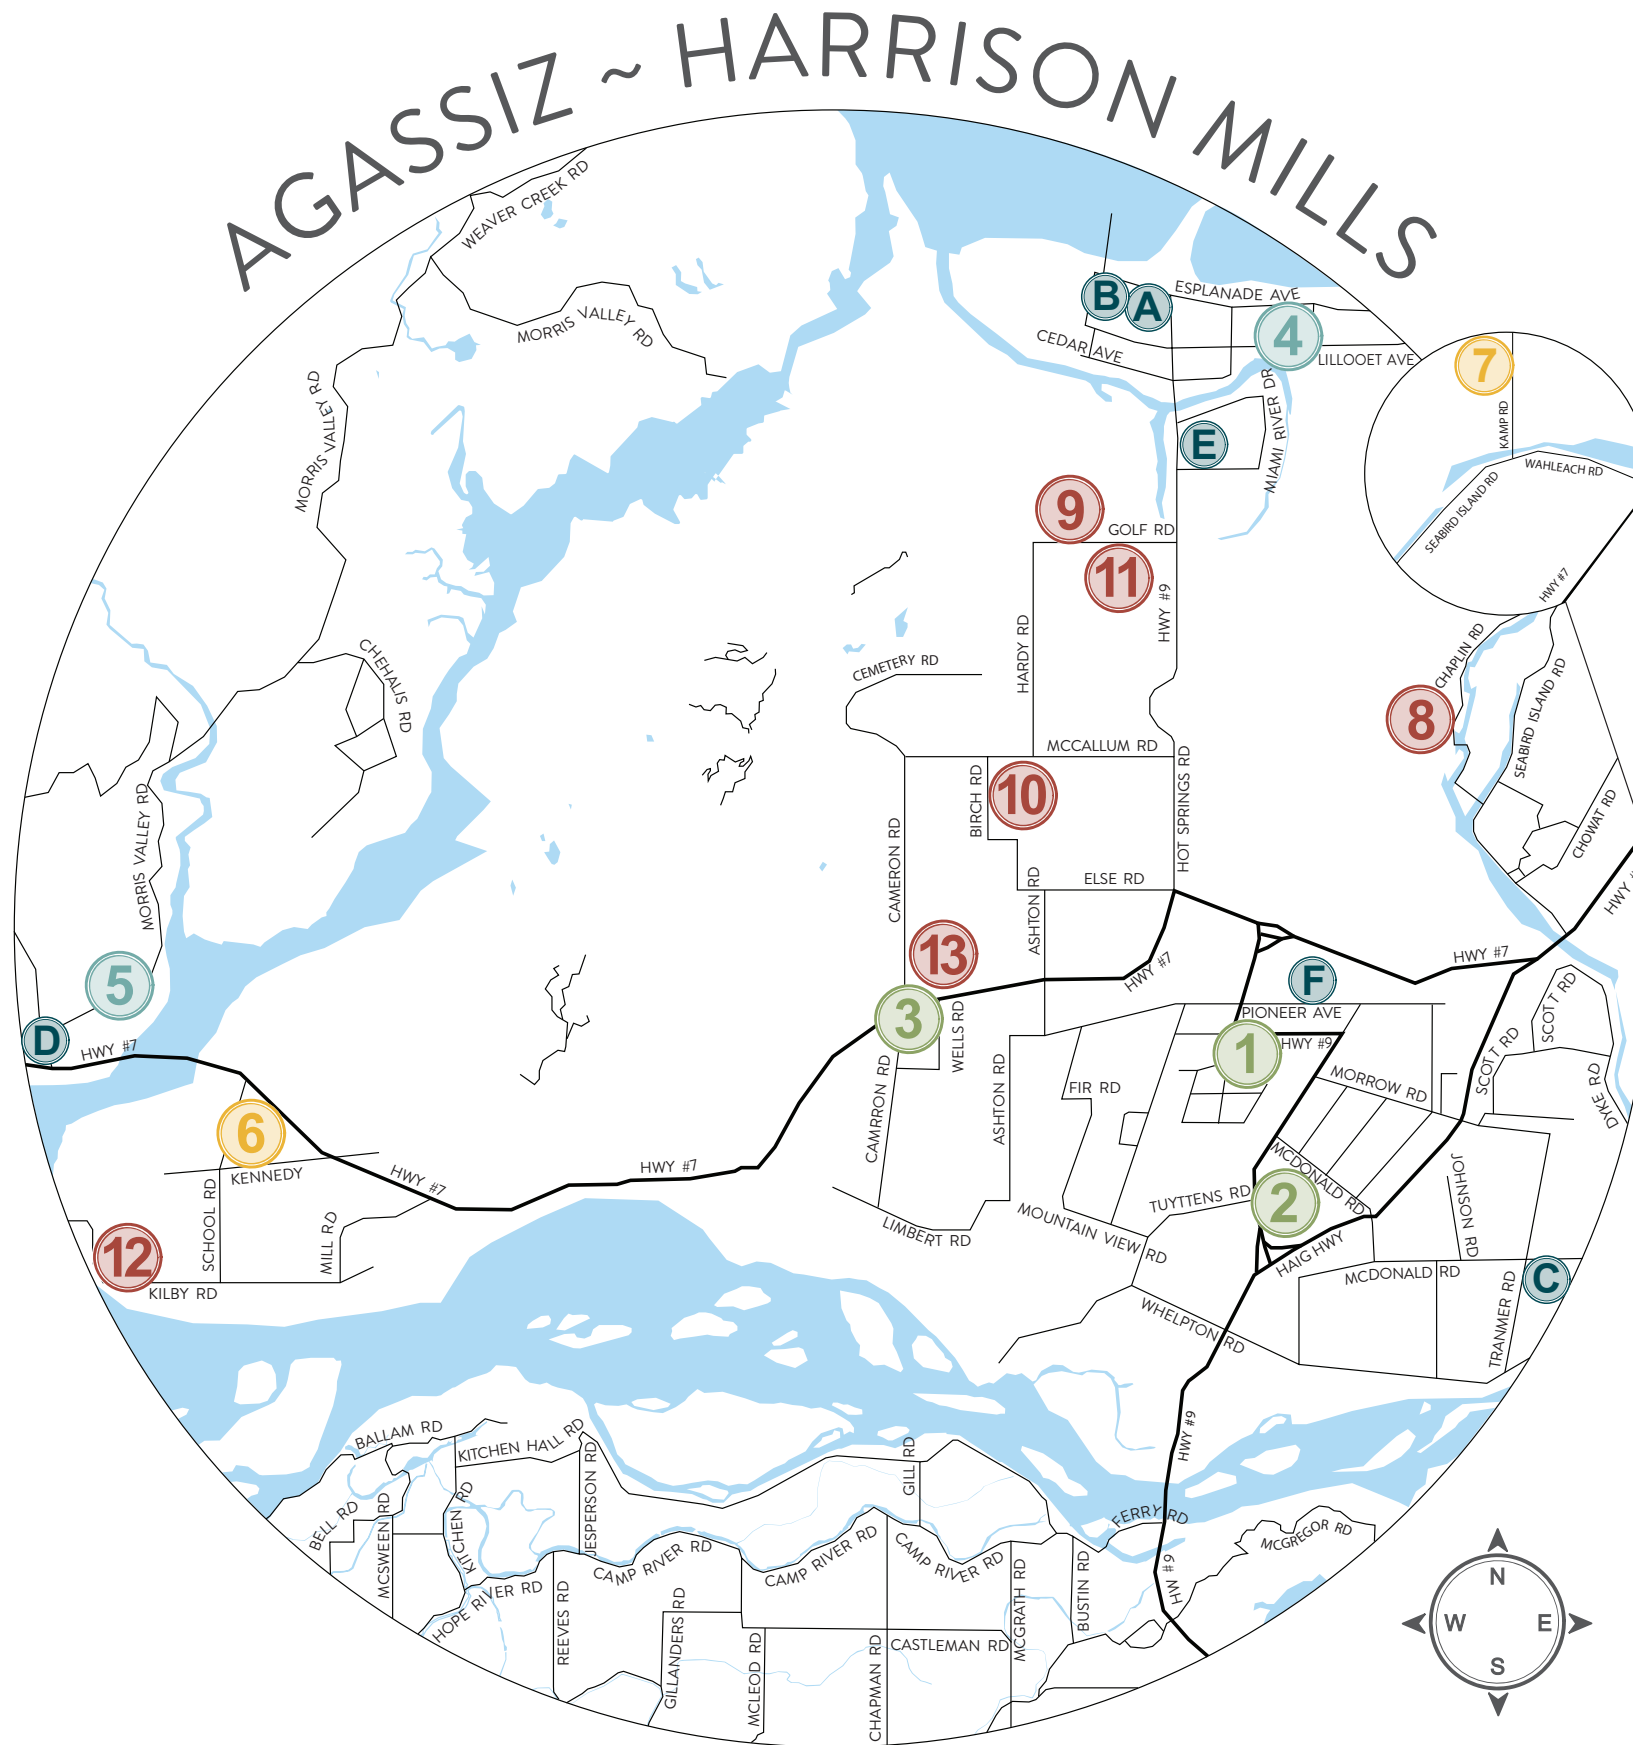 AGASSIZ ~ HARRISON MILLS
WEAVER CREEK RD
MORRIS VALLEY RD
MORRIS VALLEY RD
B
A
ESPLANADE AVE
4
CEDAR AVE
LILLOOET AVE
MIAMI RIVER DR
E
7
KAMP RD
WAHLEACH RD
SEABIRD ISLAND RD
HWY #7
9
GOLF RD
11
HWY #9
HARDY RD
CEMETERY RD
CHEHALIS RD
CHAPLIN RD
8
SEABIRD ISLAND RD
CHOWAT RD
MCCALLUM RD
BIRCH RD
10
HOT SPRINGS RD
CAMERON RD
ELSE RD
ASHTON RD
MORRIS VALLEY RD
5
D
HWY #7
13
3
WELLS RD
HWY #7
F
HWY #7
PIONEER AVE
1
HWY #9
SCOTT RD
SCOTT RD
DYKE RD
MORROW RD
FIR RD
ASHTON RD
CAMRRON RD
6
KENNEDY
SCHOOL RD
MILL RD
HWY #7
HWY #7
12
KILBY RD
LIMBERT RD
MOUNTAIN VIEW RD
TUYTTENS RD
2
MCDONALD RD
JOHNSON RD
HAIG HWY
MCDONALD RD
C
TRANMER RD
WHELPTON RD
HWY #9
BALLAM RD
KITCHEN HALL RD
JESPERSON RD
GILL RD
BELL RD
MCSWEEN RD
KITCHEN RD
FERRY RD
MCGREGOR RD
HW #9
CAMP RIVER RD
CAMP RIVER RD
CAMP RIVER RD
HOPE RIVER RD
REEVES RD
GILLANDERS RD
MCLEOD RD
CHAPMAN RD
CASTLEMAN RD
MCGRATH RD
BUSTIN RD
N
W E
S